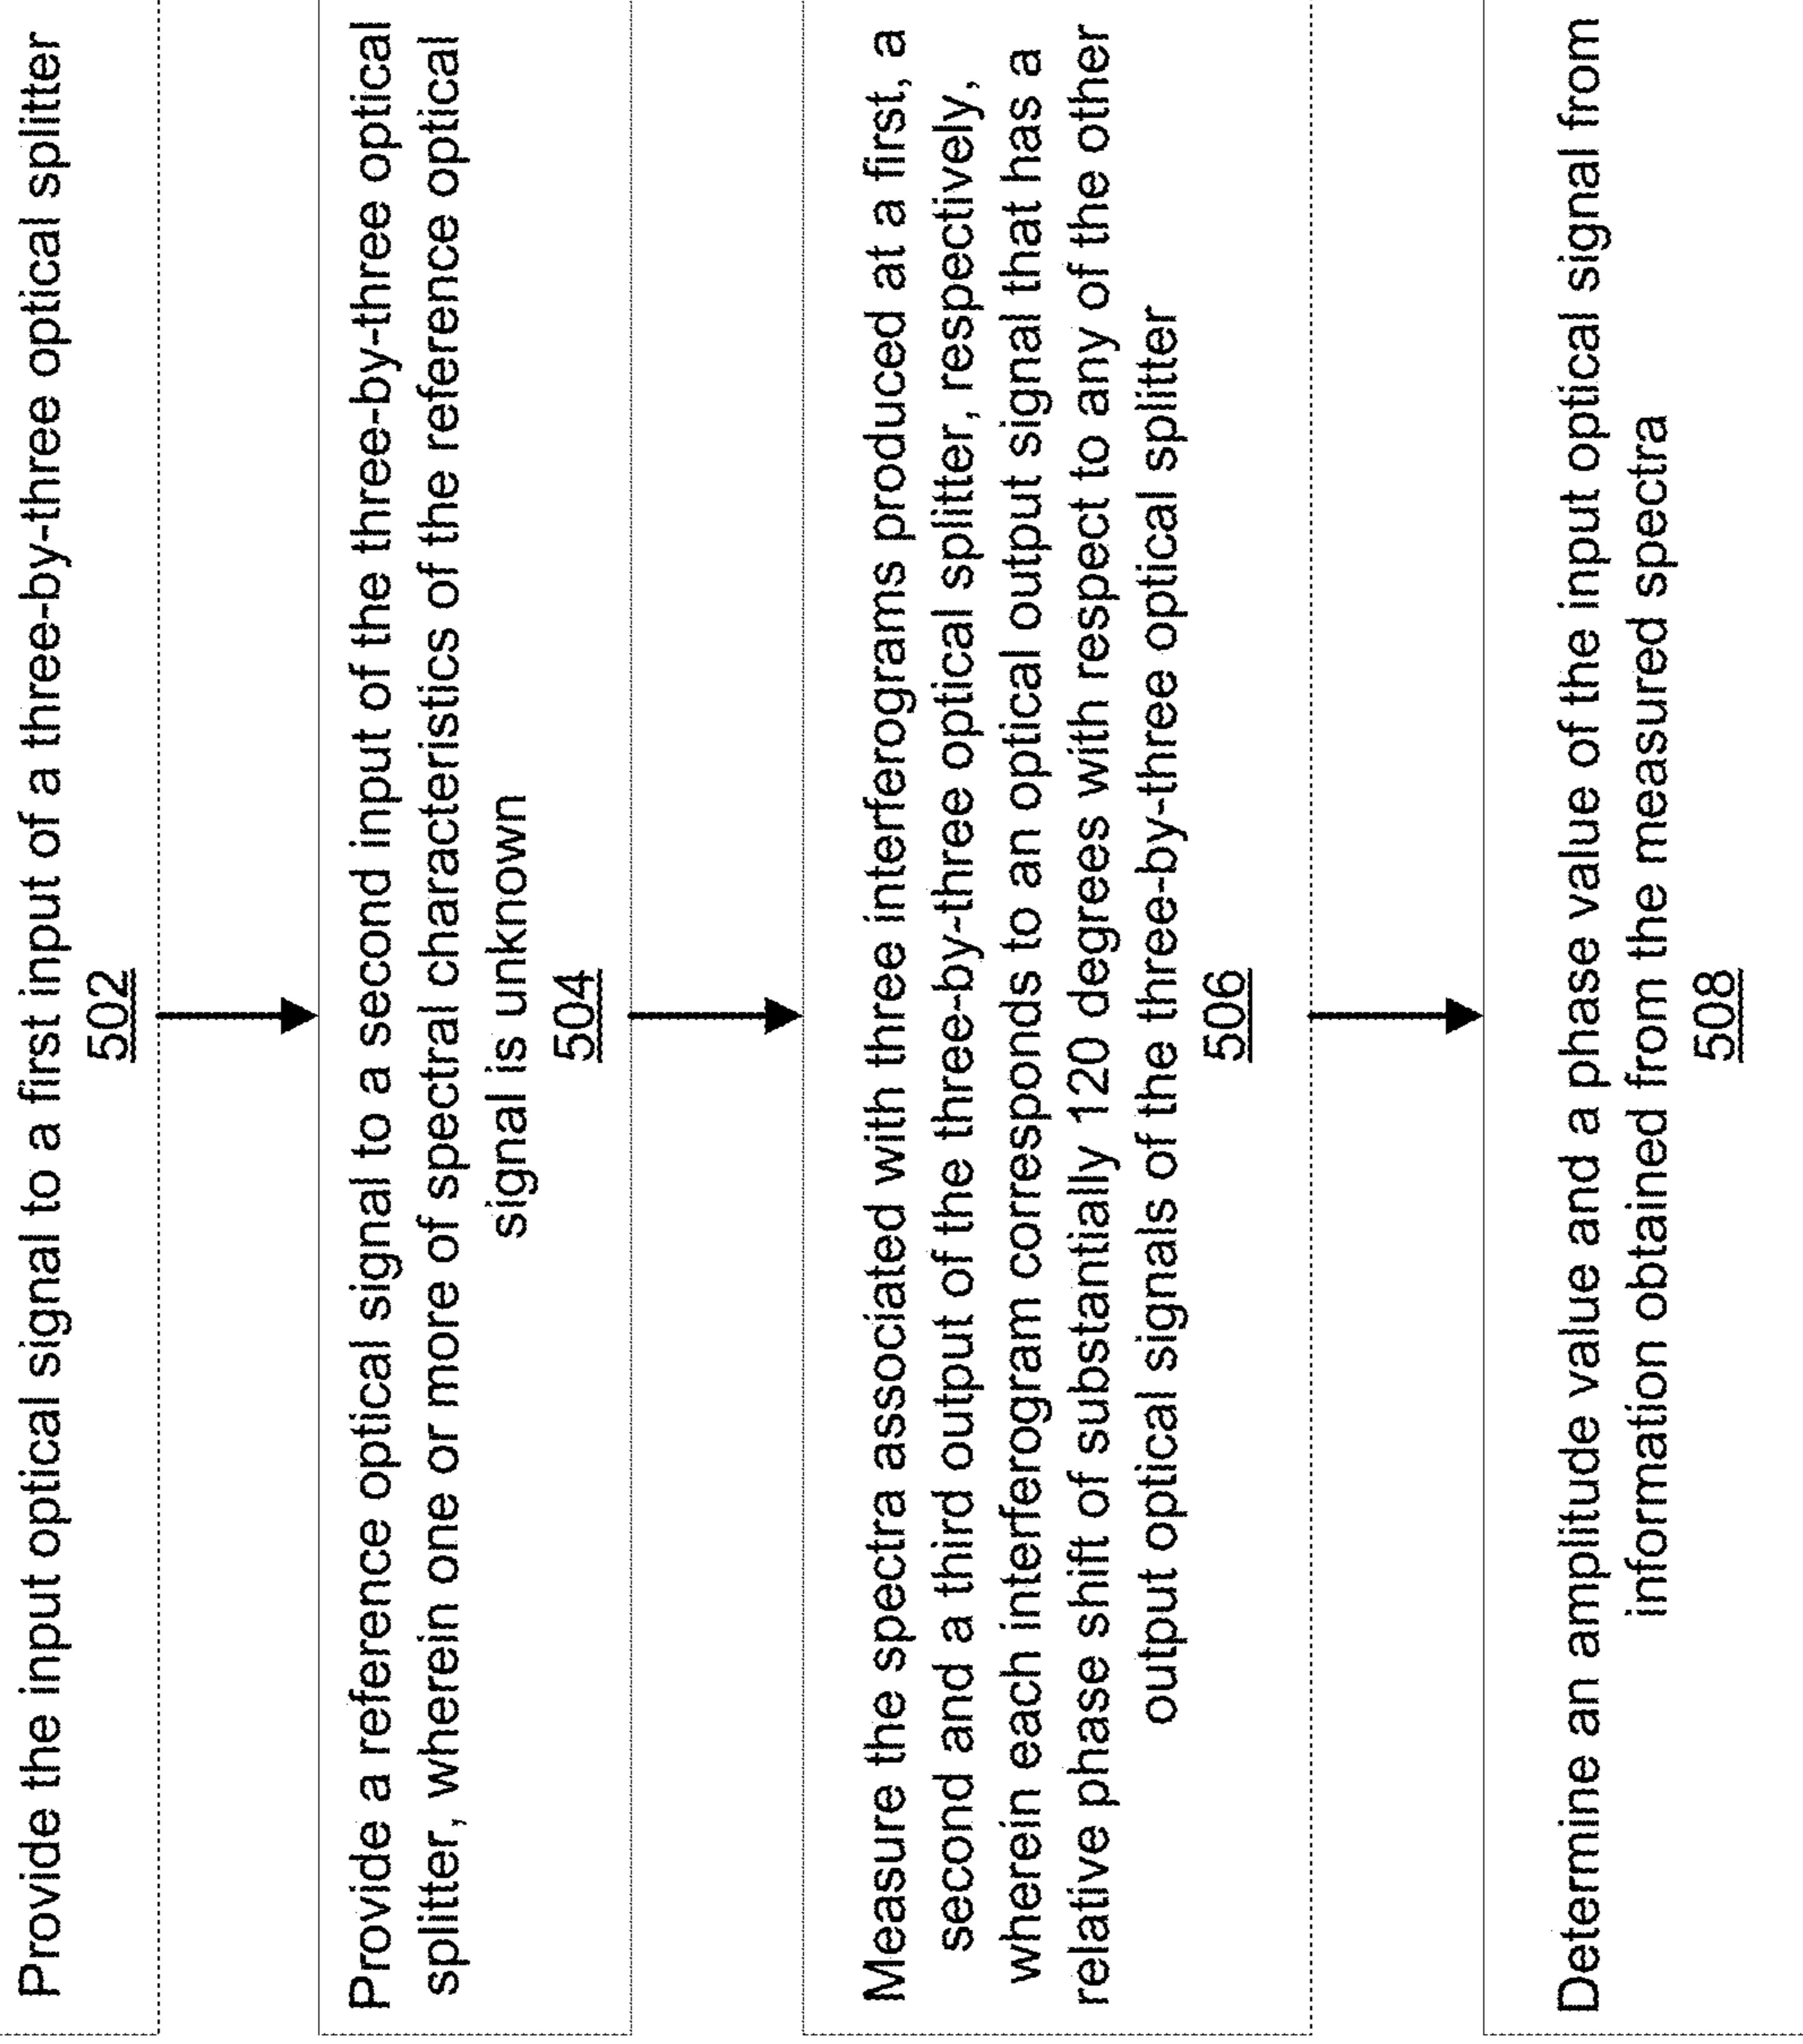 Provide the input optical signal to a first input of a three-by-three optical splitter
502
Provide a reference optical signal to a second input of the three-by-three optical
splitter, wherein one or more of spectral characteristics of the reference optical
signal is unknown
504
Measure the spectra associated with three interferograms produced at a first, a
second and a third output of the three-by-three optical splitter, respectively,
wherein each interferogram corresponds to an optical output signal that has a
relative phase shift of substantially 120 degrees with respect to any of the other
output optical signals of the three-by-three optical splitter
506
Determine an amplitude value and a phase value of the input optical signal from
information obtained from the measured spectra
508